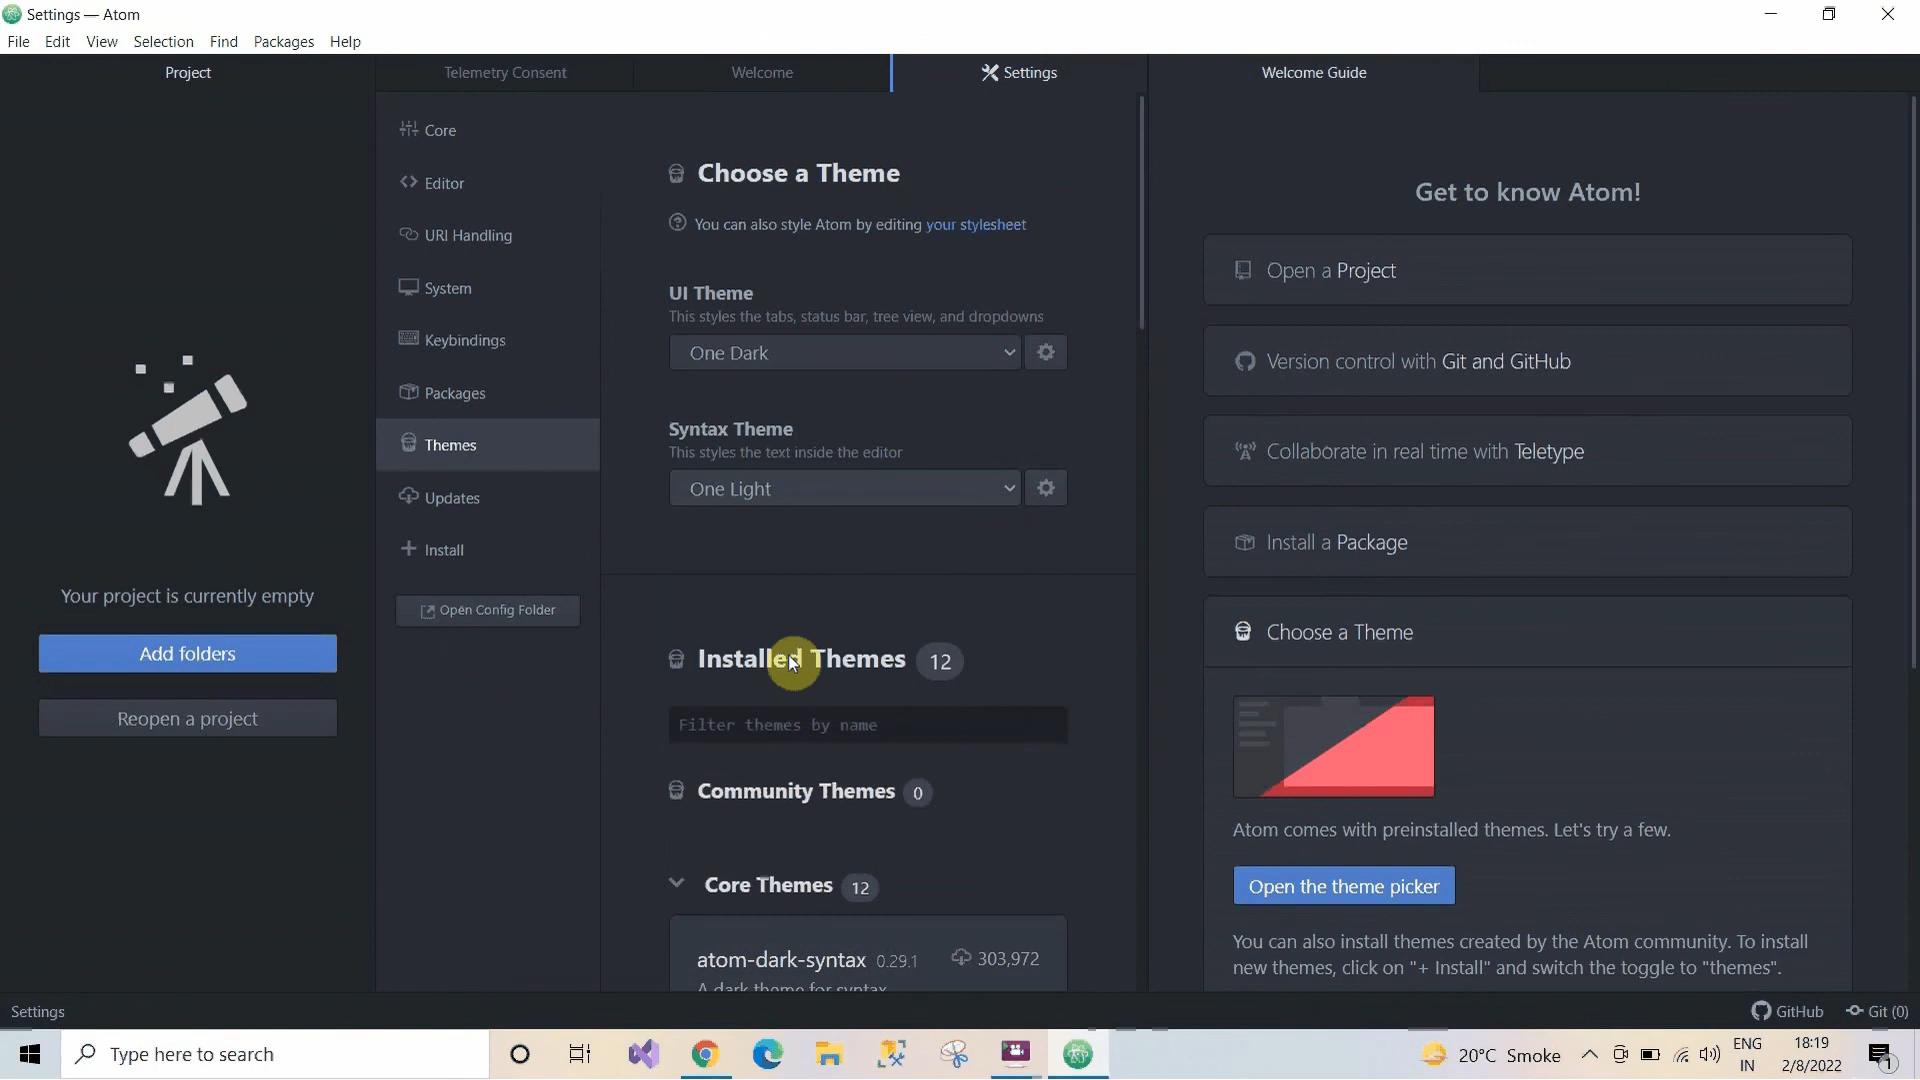 Settings — Atom
File Edit View Selection Find Packages Help
Project
Telemetry Consent
Welcome
Settings
Welcome Guide
Your project is currently empty
Add folders
Reopen a project
Core
Editor
URI Handling
System
Keybindings
Packages
Themes
Updates
Install
Open Config Folder
Choose a Theme
You can also style Atom by editing your stylesheet
UI Theme
This styles the tabs, status bar, tree view, and dropdowns
One Dark
Syntax Theme
This styles the text inside the editor
One Light
Installed Themes 12
Filter themes by name
Community Themes 0
Core Themes 12
atom-dark-syntax 0.29.1 303,972
A dark theme for syntax
Get to know Atom!
Open a Project
Version control with Git and GitHub
Collaborate in real time with Teletype
Install a Package
Choose a Theme
Atom comes with preinstalled themes. Let's try a few.
Open the theme picker
You can also install themes created by the Atom community. To install
new themes, click on "+ Install" and switch the toggle to "themes".
Settings
GitHub
Git (0)
Type here to search
20°C Smoke
ENG
IN
18:19
2/8/2022
1